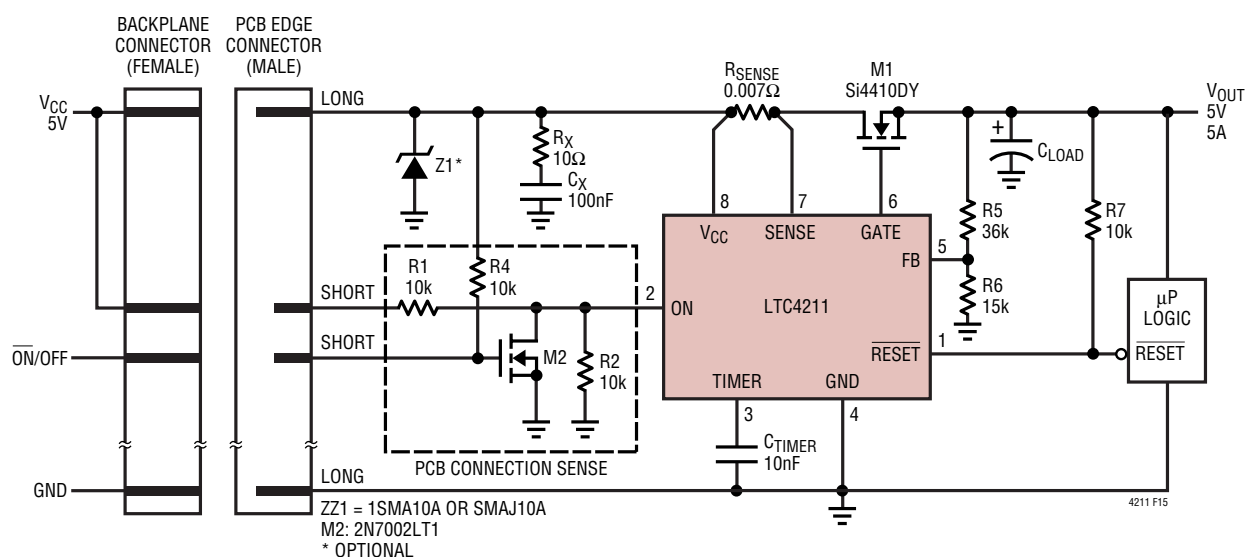 BACKPLANE
CONNECTOR
(FEMALE)
PCB EDGE
CONNECTOR
(MALE)
VCC
5V
LONG
Z1*
RX
10Ω
CX
100nF
RSENSE
0.007Ω
M1
Si4410DY
VOUT
5V
5A
+
CLOAD
8
7
6
VCC
SENSE
GATE
R5
36k
R7
10k
5
FB
R6
15k
R1
10k
R4
10k
SHORT
2
ON
LTC4211
μP
LOGIC
RESET
ON/OFF
SHORT
M2
R2
10k
RESET
1
TIMER
GND
3
4
CTIMER
10nF
PCB CONNECTION SENSE
GND
LONG
ZZ1 = 1SMA10A OR SMAJ10A
M2: 2N7002LT1
* OPTIONAL
4211 F15